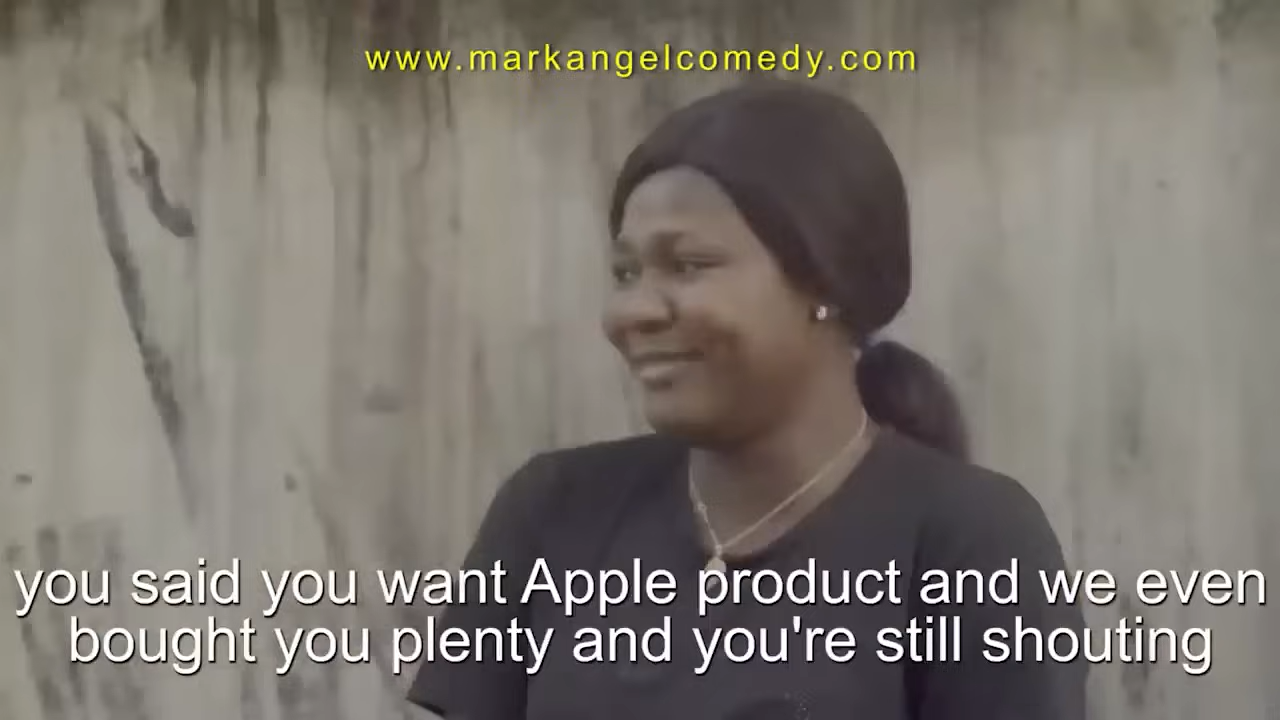 www.markangelcomedy.com
you said you want Apple product and we even
bought you plenty and you're still shouting